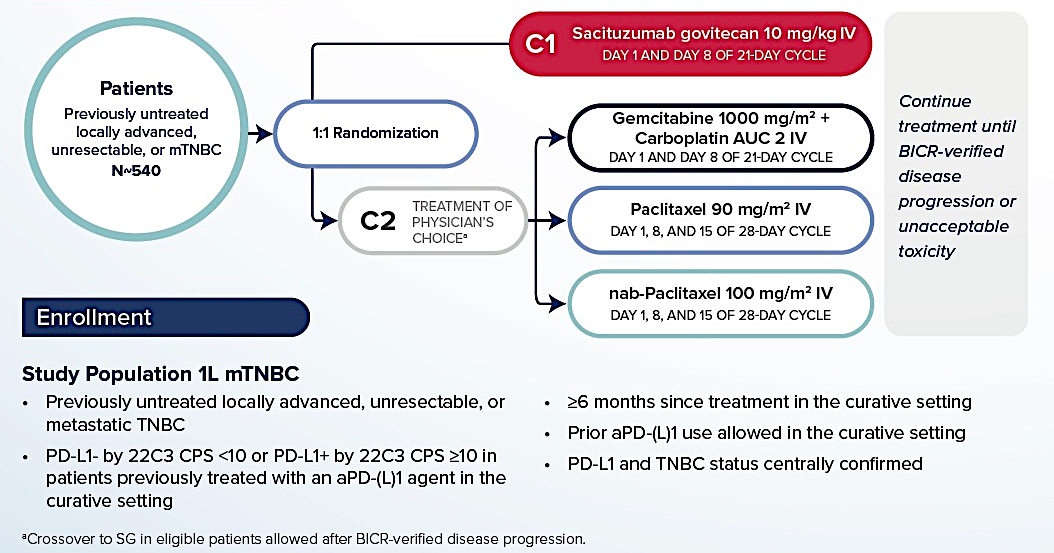 Patients
Previously untreated
locally advanced,
unresectable, or mTNBC
N~540
1:1 Randomization
C1
Sacituzumab govitecan 10 mg/kg IV
DAY 1 AND DAY 8 OF 21-DAY CYCLE
C2
TREATMENT OF
PHYSICIAN'S
CHOICEᵃ
Gemcitabine 1000 mg/m² +
Carboplatin AUC 2 IV
DAY 1 AND DAY 8 OF 21-DAY CYCLE
Paclitaxel 90 mg/m² IV
DAY 1, 8, AND 15 OF 28-DAY CYCLE
nab-Paclitaxel 100 mg/m² IV
DAY 1, 8, AND 15 OF 28-DAY CYCLE
Continue
treatment until
BICR-verified
disease
progression or
unacceptable
toxicity
Enrollment
Study Population 1L mTNBC
• Previously untreated locally advanced, unresectable, or
metastatic TNBC
• PD-L1- by 22C3 CPS <10 or PD-L1+ by 22C3 CPS ≥10 in
patients previously treated with an aPD-(L)1 agent in the
curative setting
• ≥6 months since treatment in the curative setting
• Prior aPD-(L)1 use allowed in the curative setting
• PD-L1 and TNBC status centrally confirmed
ᵃCrossover to SG in eligible patients allowed after BICR-verified disease progression.